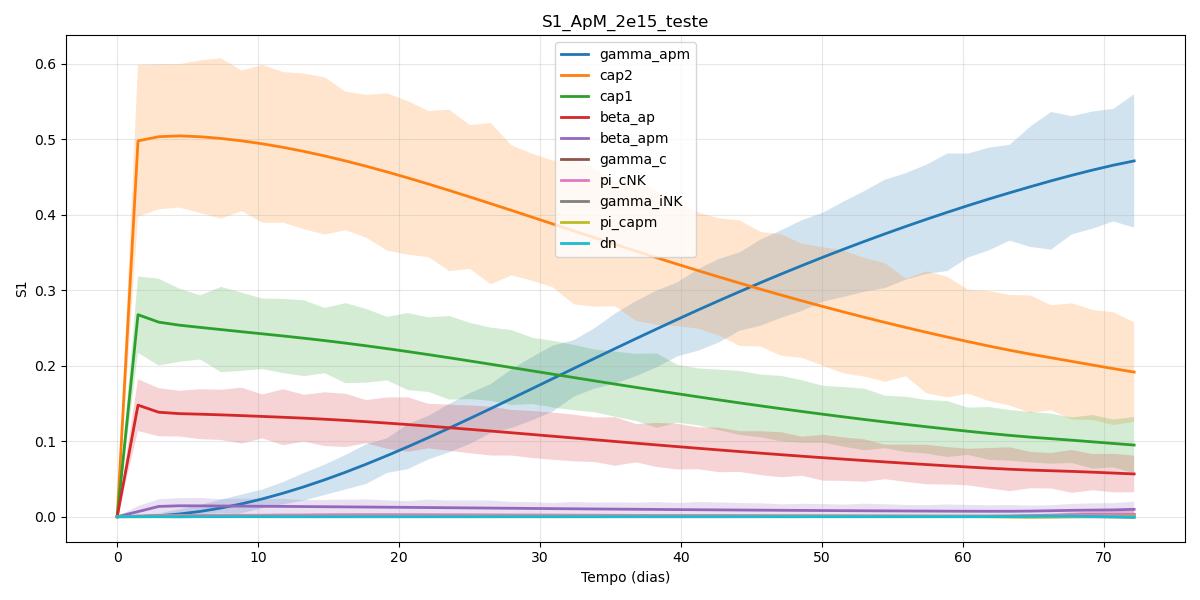 S1_ApM_2e15_teste
gamma_apm
cap2
cap1
beta_ap
beta_apm
gamma_c
pi_cNK
gamma_iNK
pi_capm
dn
S1
0.6
0.5
0.4
0.3
0.2
0.1
0.0
0 10 20 30 40 50 60 70
Tempo (dias)